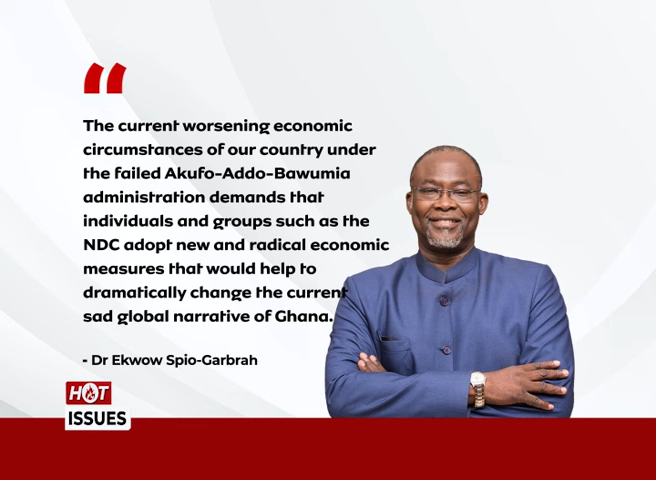 “
The current worsening economic
circumstances of our country under
the failed Akufo-Addo-Bawumia
administration demands that
individuals and groups such as the
NDC adopt new and radical economic
measures that would help to
dramatically change the current
sad global narrative of Ghana.
- Dr Ekwow Spio-Garbrah
HOT
ISSUES